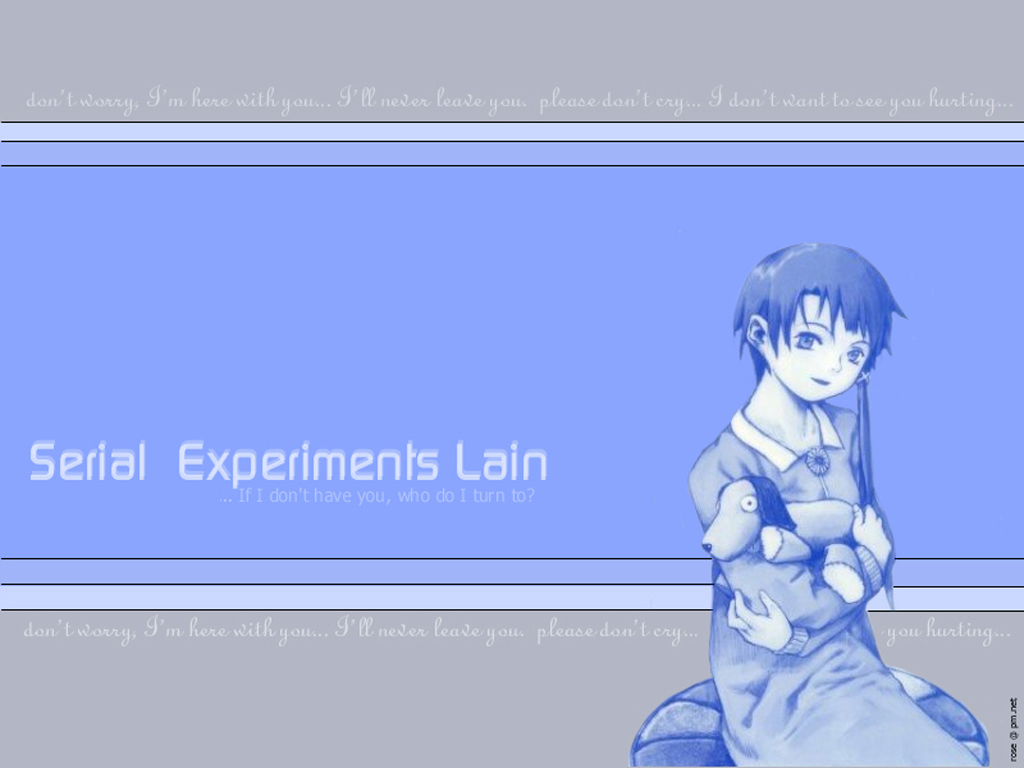 don't worry, I'm here with you... I'll never leave you. please don't cry... I don't want to see you hurting...
Serial Experiments Lain
... If I don't have you, who do I turn to?
don't worry, I'm here with you... I'll never leave you. please don't cry... you hurting...
rose @ pm.net